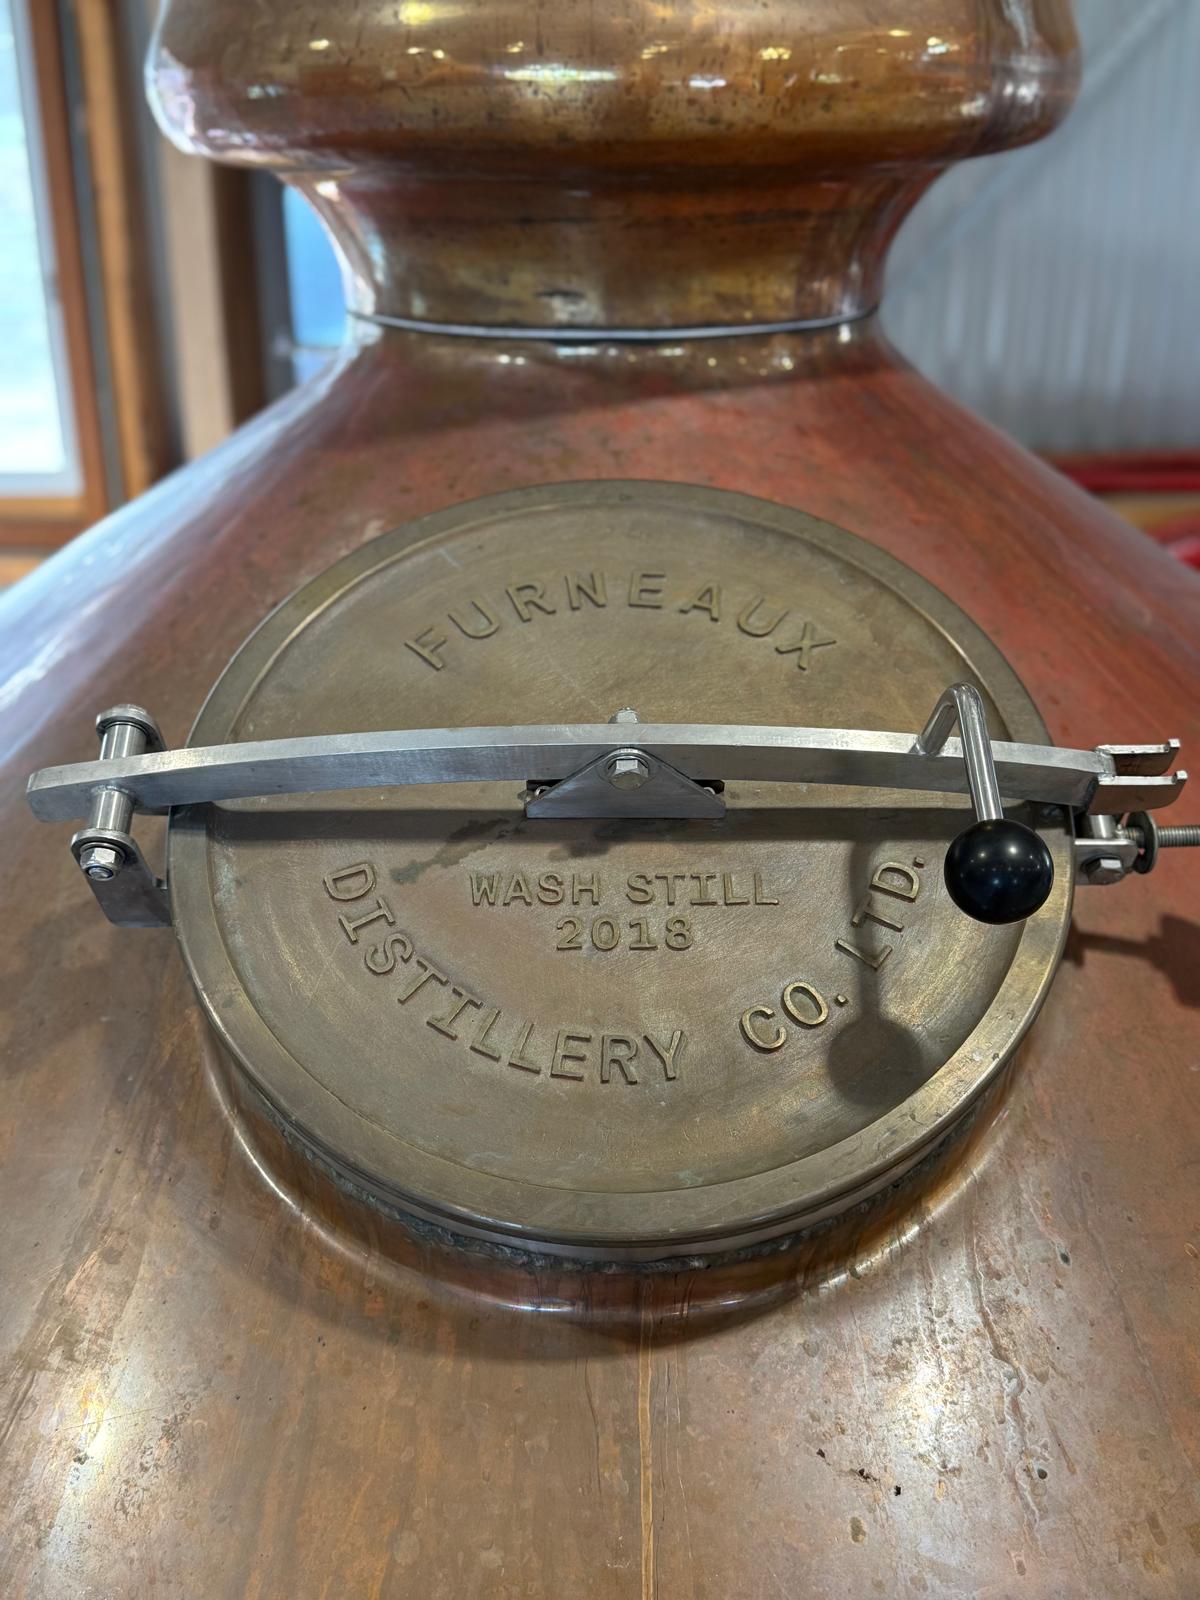 FURNEAUX
WASH STILL
2018
DISTILLERY CO. LTD.